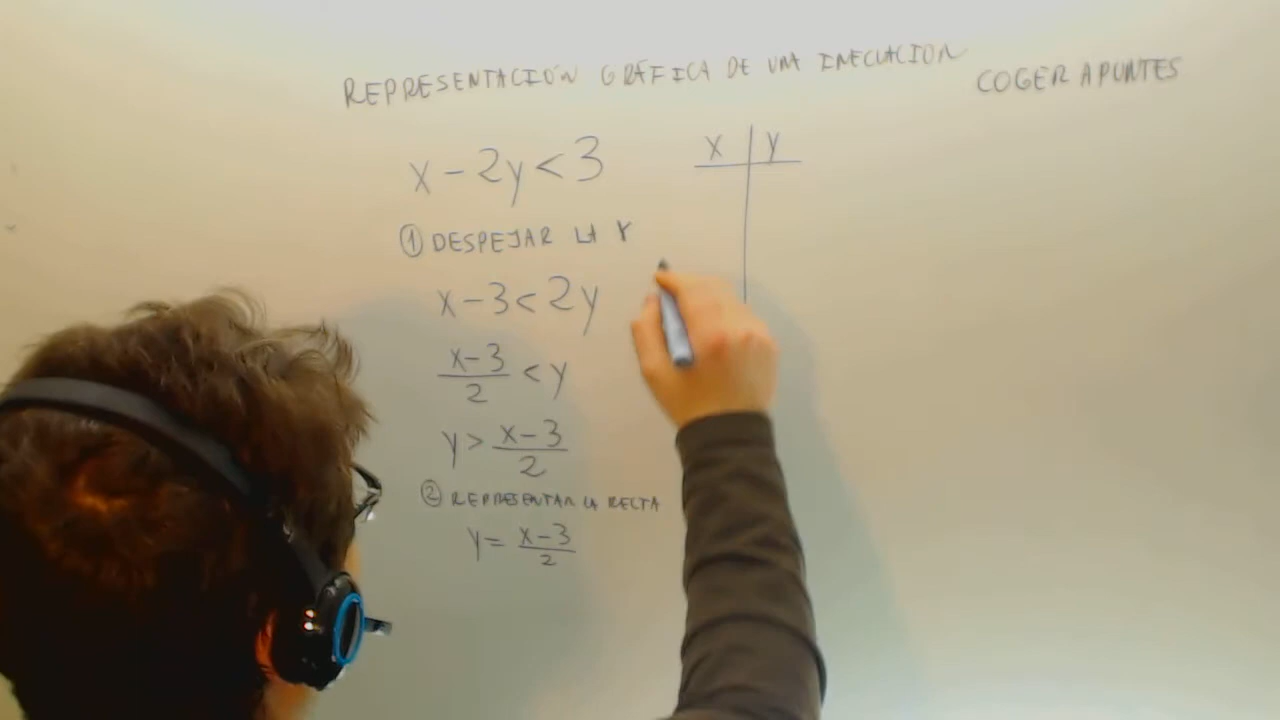 REPRESENTACIÓN GRÁFICA DE UNA INECUACION
COGER APUNTES
x - 2y < 3
① DESPEJAR LA Y
x - 3 < 2y
x-3
2
< y
y >
x-3
2
② REPRESENTAR LA RECTA
y =
x-3
2
x y